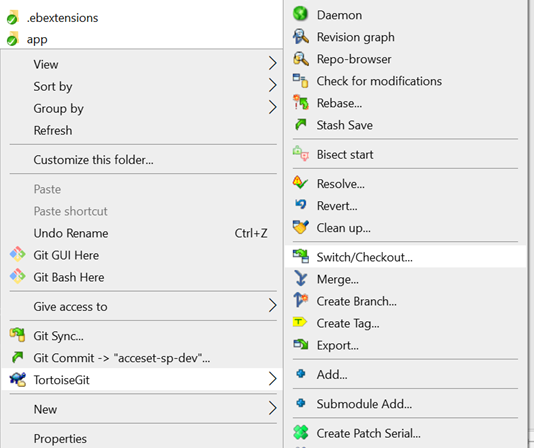 .ebextensions
app
View
Sort by
Group by
Refresh
Customize this folder...
Paste
Paste shortcut
Undo Rename Ctrl+Z
Git GUI Here
Git Bash Here
Give access to
Git Sync...
Git Commit -> "acceset-sp-dev"...
TortoiseGit
New
Properties
Daemon
Revision graph
Repo-browser
Check for modifications
Rebase...
Stash Save
Bisect start
Resolve...
Revert...
Clean up...
Switch/Checkout...
Merge...
Create Branch...
Create Tag...
Export...
Add...
Submodule Add...
Create Patch Serial...